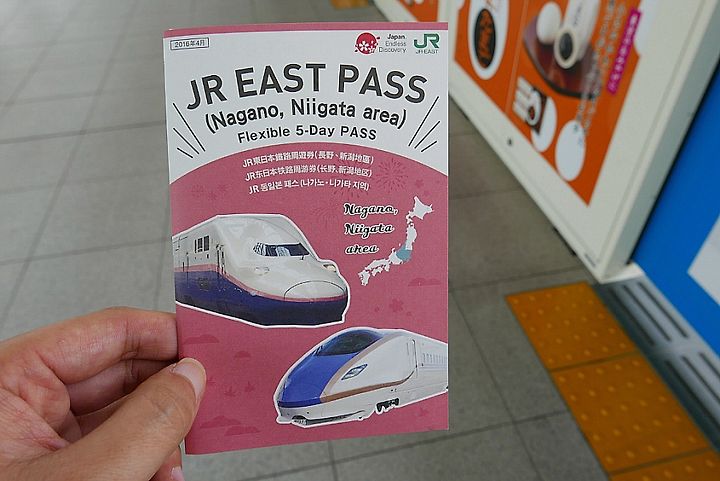 2016年4月
Japan
Endless
Discovery
JR
JR-EAST
JR EAST PASS
(Nagano, Niigata area)
Flexible 5-Day PASS
JR東日本鐵路周遊券(長野、新潟地區)
JR东日本铁路周游券(长野、新潟地区)
JR 동일본 패스 (나가노・니가타 지역)
Nagano,
Niigata
area